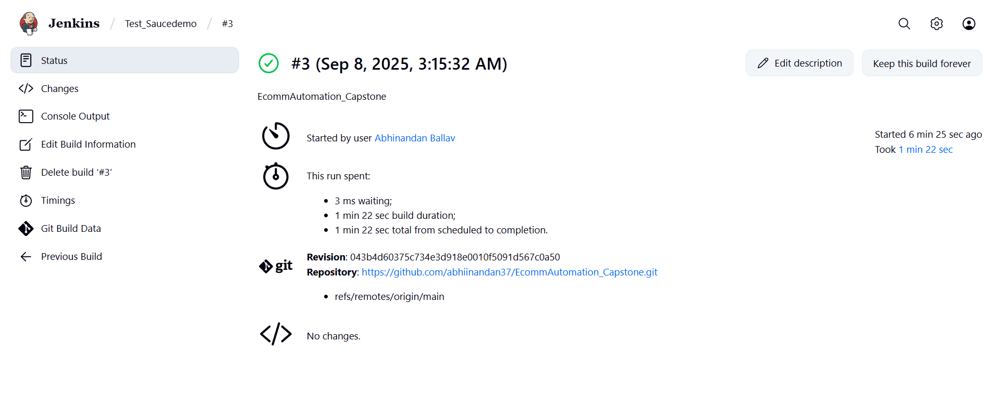 Jenkins / Test_Saucedemo / #3
Status
Changes
Console Output
Edit Build Information
Delete build ‘#3’
Timings
Git Build Data
Previous Build
#3 (Sep 8, 2025, 3:15:32 AM)
Edit description
Keep this build forever
EcommAutomation_Capstone
Started by user Abhinandan Ballav
Started 6 min 25 sec ago
Took 1 min 22 sec
This run spent:
• 3 ms waiting;
• 1 min 22 sec build duration;
• 1 min 22 sec total from scheduled to completion.
git
Revision: 043b4d60375c734e3d918e0010f5091d567c0a50
Repository: https://github.com/abhiinandan37/EcommAutomation_Capstone.git
• refs/remotes/origin/main
No changes.